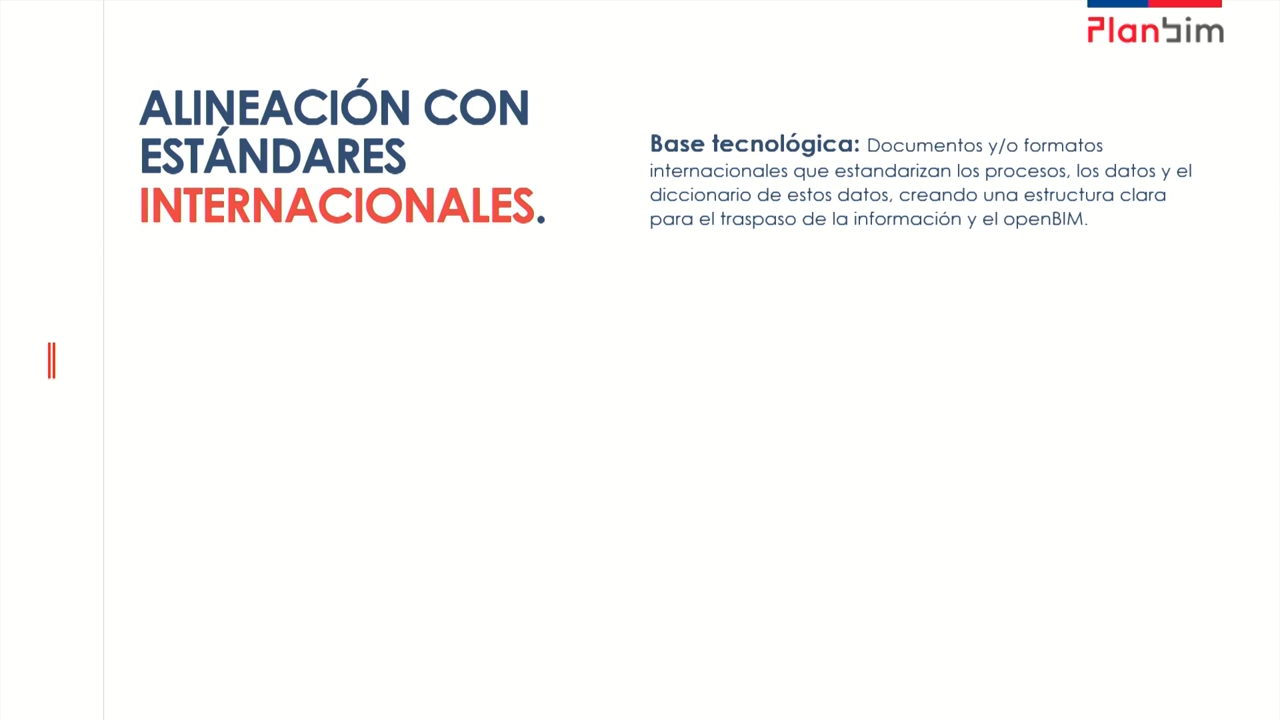 Planbim
ALINEACIÓN CON
ESTÁNDARES
INTERNACIONALES.
Base tecnológica: Documentos y/o formatos
internacionales que estandarizan los procesos, los datos y el
diccionario de estos datos, creando una estructura clara
para el traspaso de la información y el openBIM.